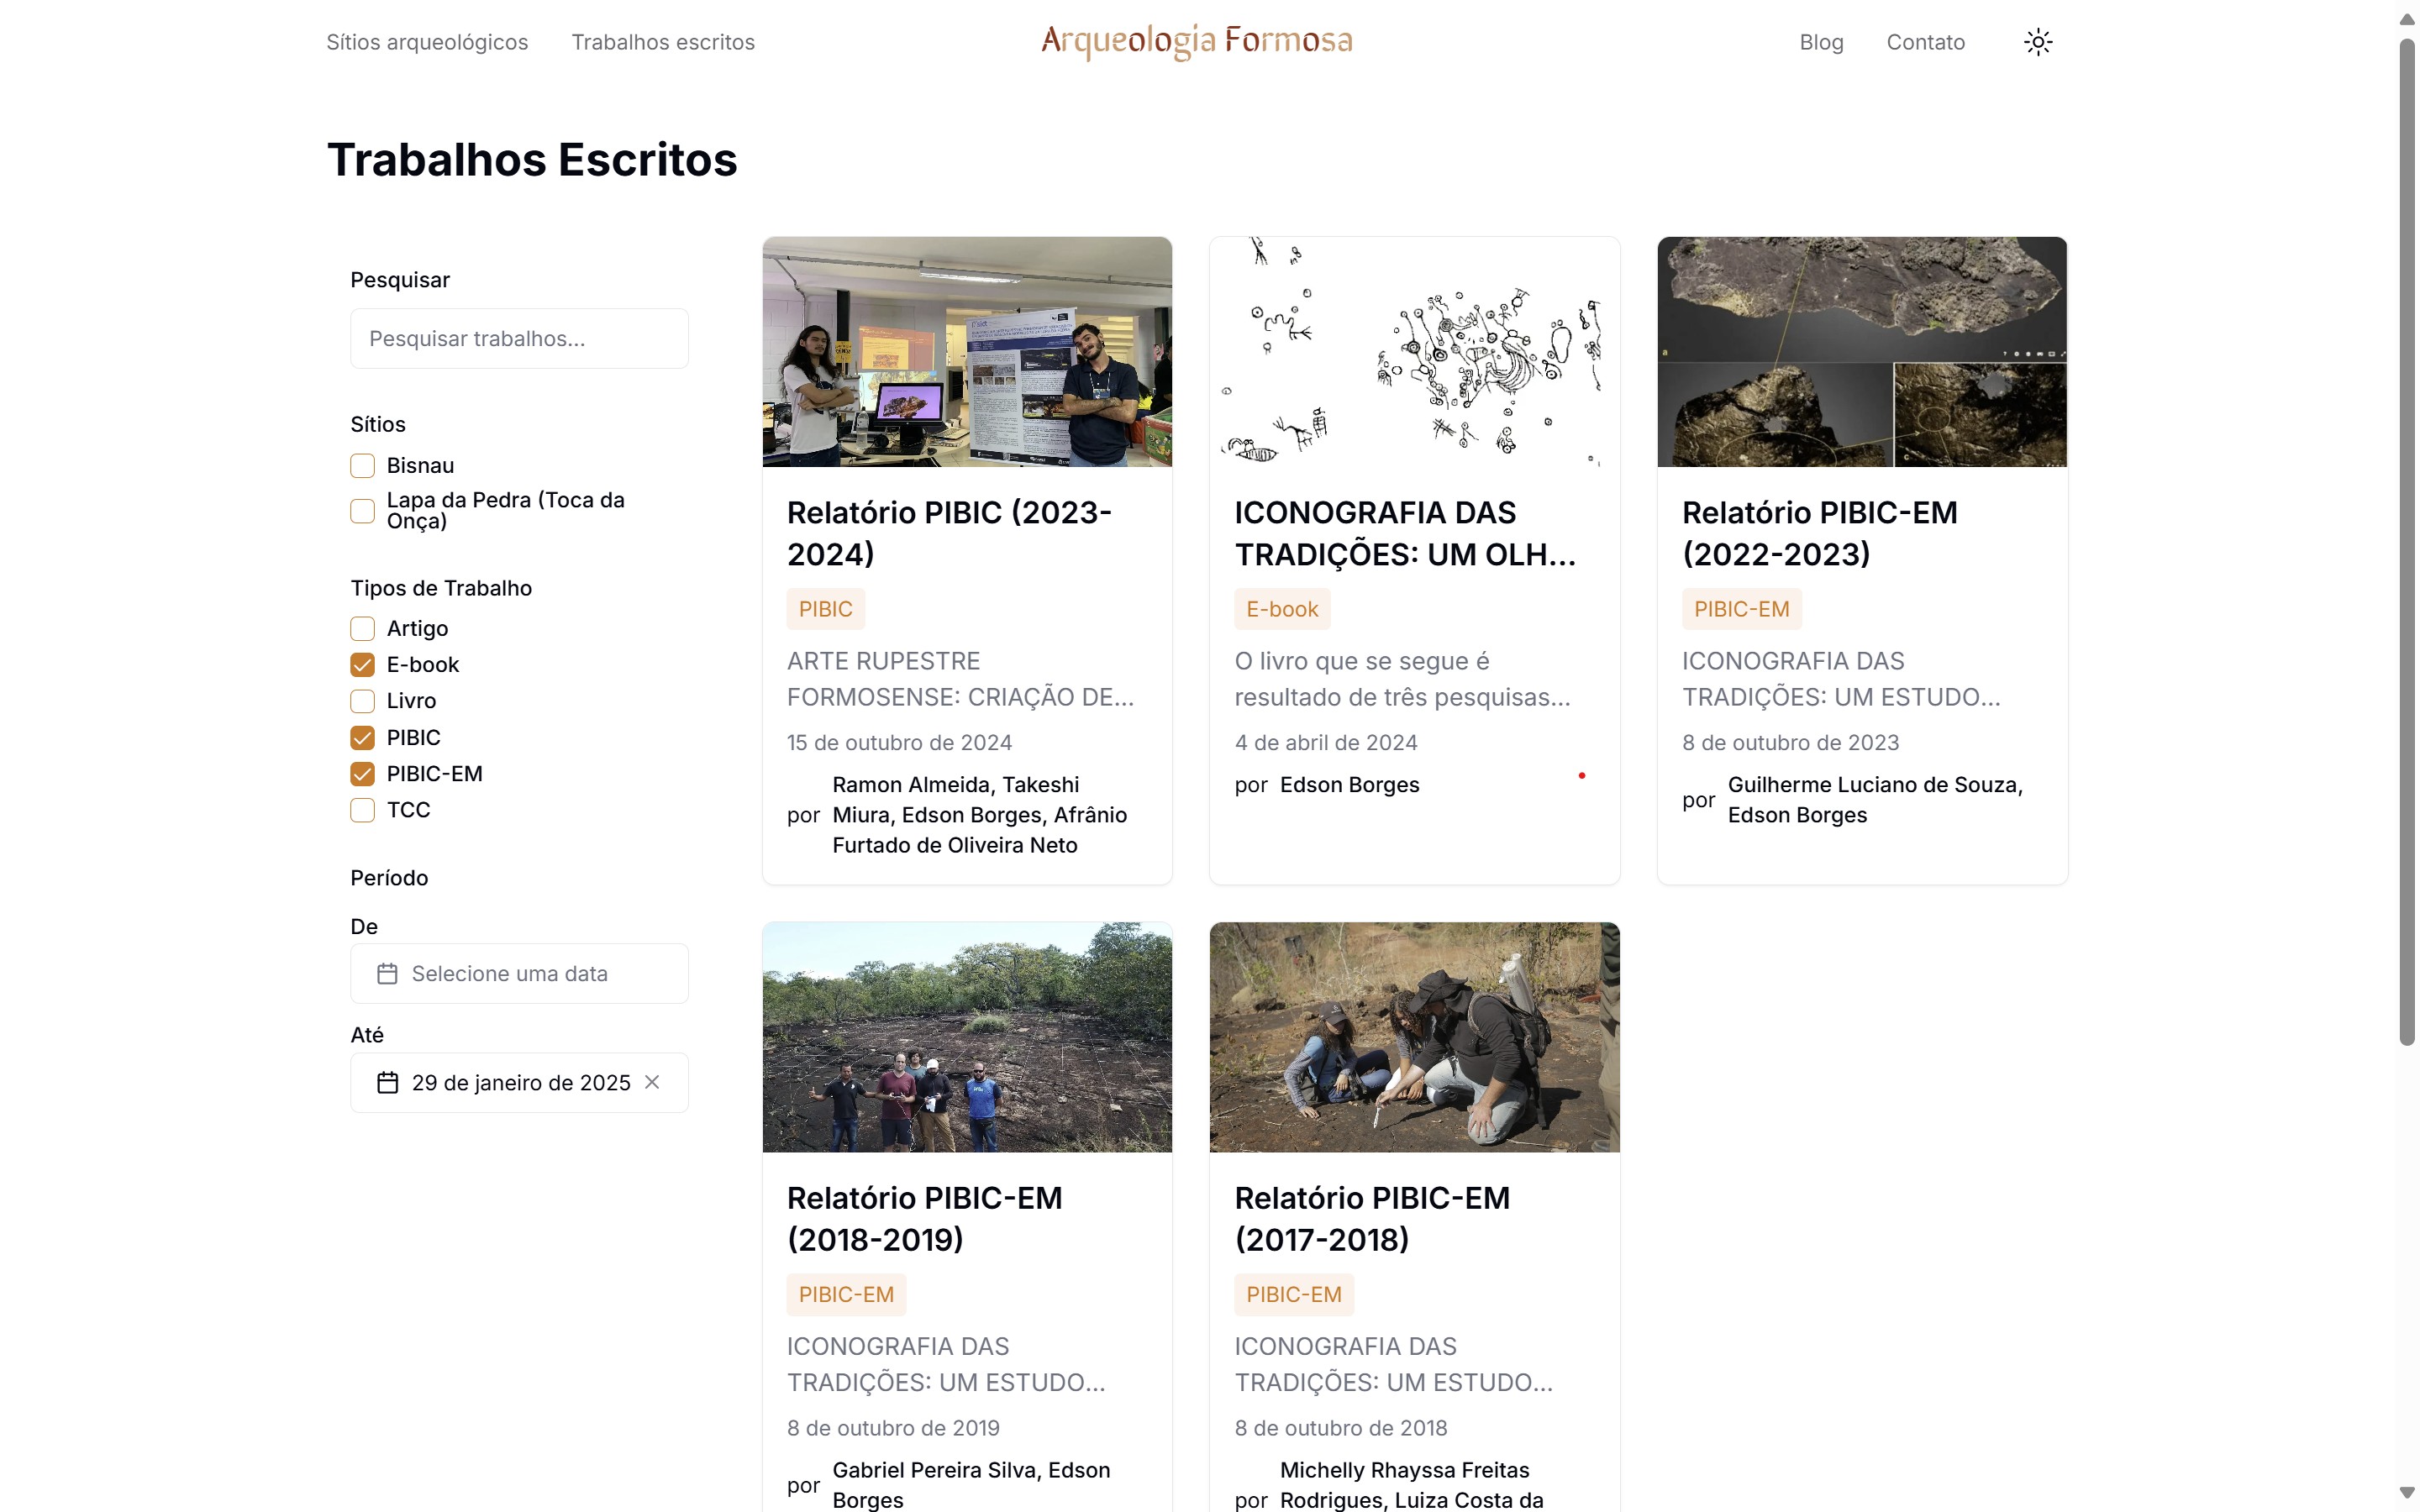 Sítios arqueológicos
Trabalhos escritos
Arqueologia Formosa
Blog
Contato
Trabalhos Escritos
Pesquisar
Pesquisar trabalhos...
Sítios
Bisnau
Lapa da Pedra (Toca da
Onça)
Tipos de Trabalho
Artigo
E-book
Livro
PIBIC
PIBIC-EM
TCC
Período
De
Selecione uma data
Até
29 de janeiro de 2025
Relatório PIBIC (2023-
2024)
PIBIC
ARTE RUPESTRE
FORMOSENSE: CRIAÇÃO DE...
15 de outubro de 2024
por
Ramon Almeida, Takeshi
Miura, Edson Borges, Afrânio
Furtado de Oliveira Neto
ICONOGRAFIA DAS
TRADIÇÕES: UM OLH...
E-book
O livro que se segue é
resultado de três pesquisas...
4 de abril de 2024
por Edson Borges
Relatório PIBIC-EM
(2022-2023)
PIBIC-EM
ICONOGRAFIA DAS
TRADIÇÕES: UM ESTUDO...
8 de outubro de 2023
por
Guilherme Luciano de Souza,
Edson Borges
Relatório PIBIC-EM
(2018-2019)
PIBIC-EM
ICONOGRAFIA DAS
TRADIÇÕES: UM ESTUDO...
8 de outubro de 2019
por
Gabriel Pereira Silva, Edson
Borges
Relatório PIBIC-EM
(2017-2018)
PIBIC-EM
ICONOGRAFIA DAS
TRADIÇÕES: UM ESTUDO...
8 de outubro de 2018
por
Michelly Rhayssa Freitas
Rodrigues, Luiza Costa da